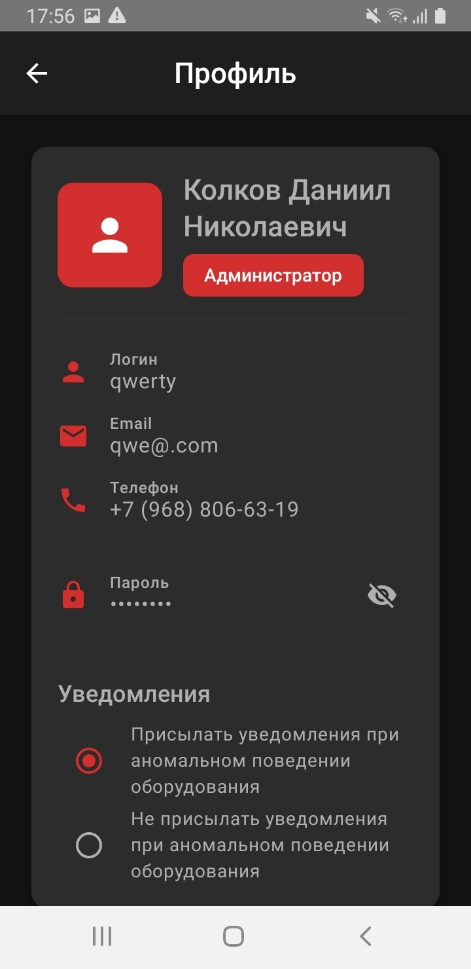 17:56
Профиль
Колков Даниил
Николаевич
Администратор
Логин
qwerty
Email
qwe@.com
Телефон
+7 (968) 806-63-19
Пароль
••••••••
Уведомления
Присылать уведомления при
аномальном поведении
оборудования
Не присылать уведомления
при аномальном поведении
оборудования